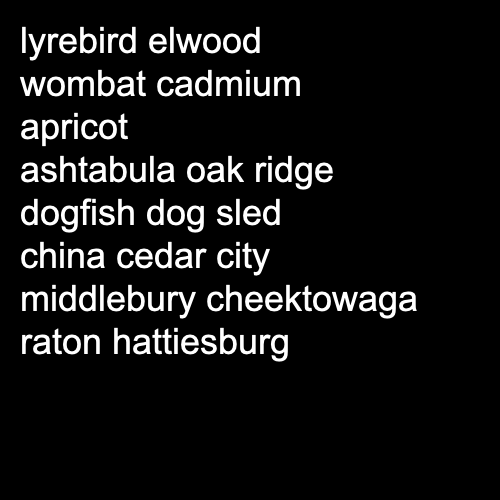 lyrebird elwood
wombat cadmium
apricot
ashtabula oak ridge
dogfish dog sled
china cedar city
middlebury cheektowaga
raton hattiesburg